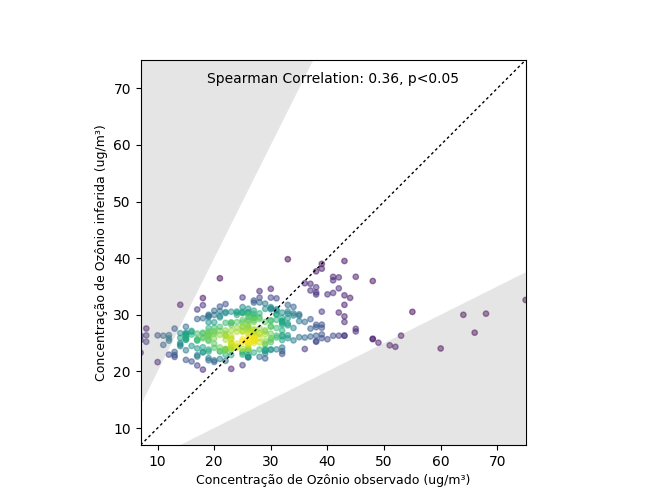 Spearman Correlation: 0.36, p<0.05
70
60
50
40
30
20
10
Concentração de Ozônio inferida (ug/m³)
10 20 30 40 50 60 70
Concentração de Ozônio observado (ug/m³)